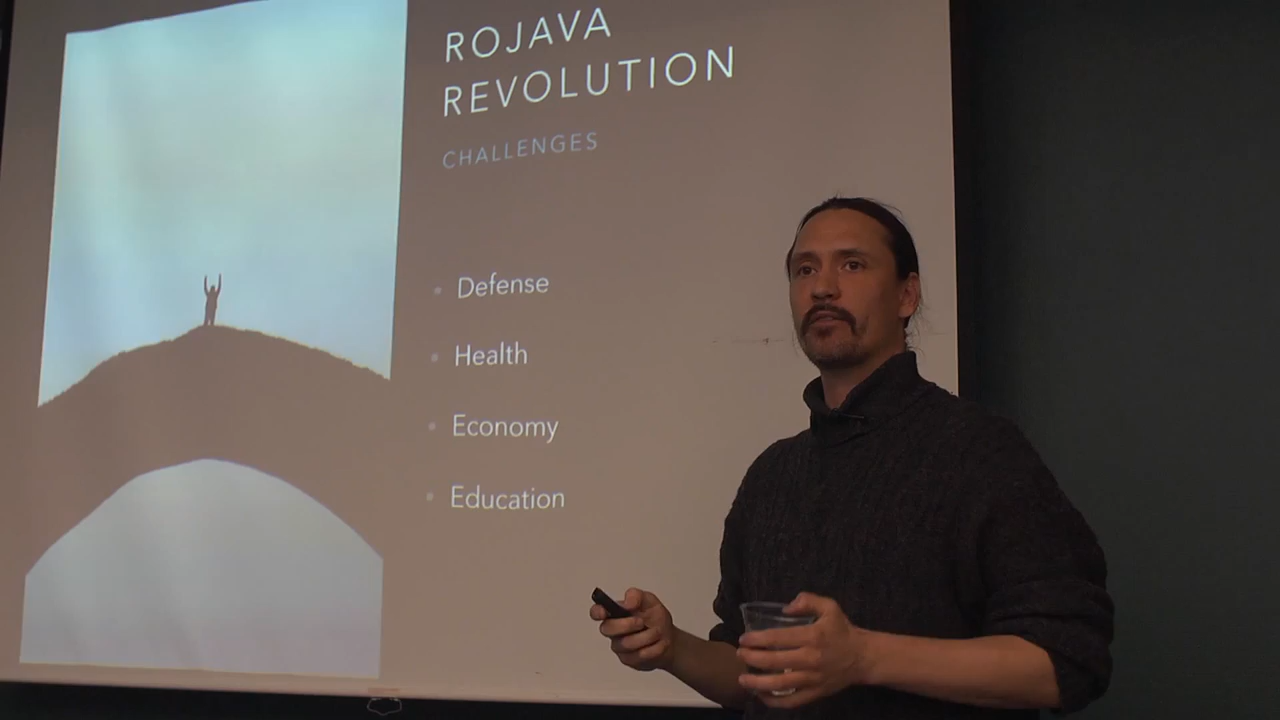 ROJAVA
REVOLUTION
CHALLENGES
Defense
Health
Economy
Education